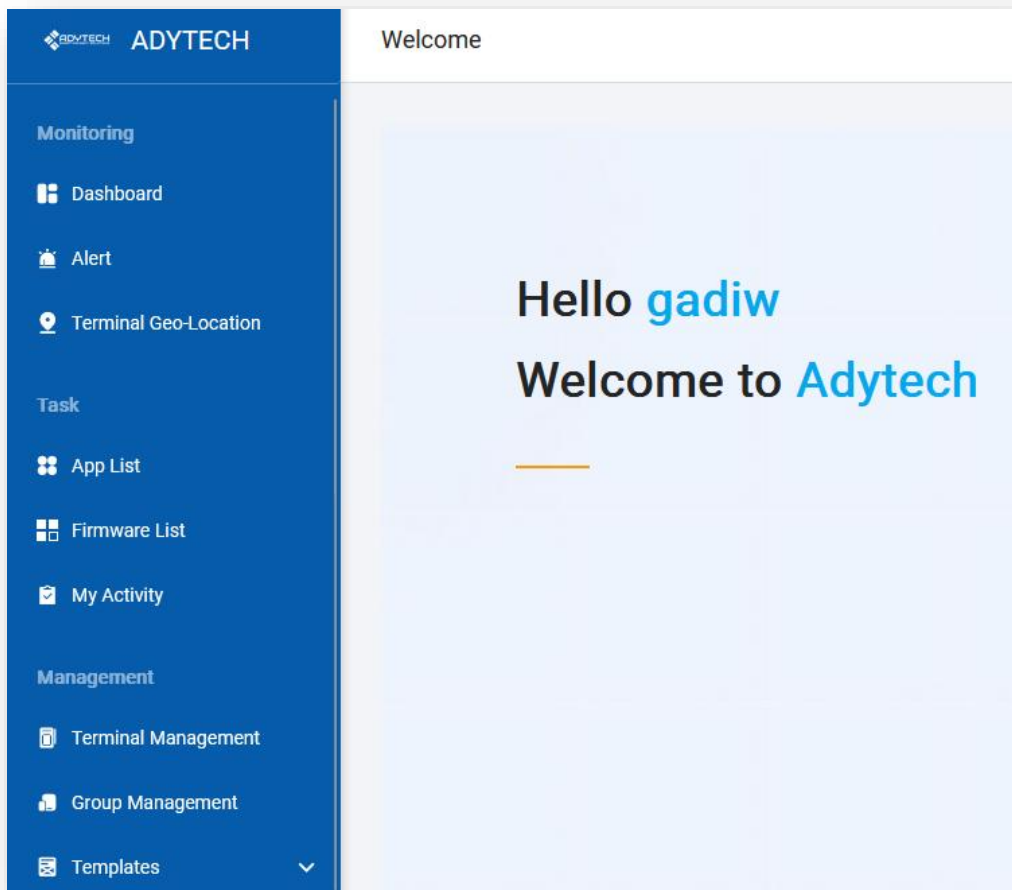 ADYTECH ADYTECH
Welcome
Monitoring
Dashboard
Alert
Terminal Geo-Location
Task
App List
Firmware List
My Activity
Management
Terminal Management
Group Management
Templates
Hello gadiw
Welcome to Adytech